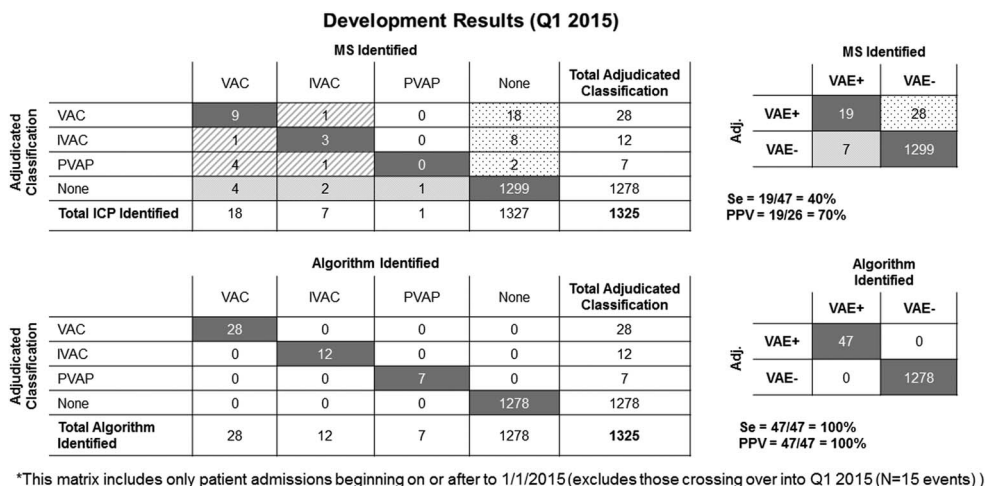 Development Results (Q1 2015)
MS Identified
VAC IVAC PVAP None Total Adjudicated Classification
Adjudicated Classification
VAC 9 1 0 18 28
IVAC 1 3 0 8 12
PVAP 4 1 0 2 7
None 4 2 1 1299 1278
Total ICP Identified 18 7 1 1327 1325
MS Identified
VAE+ VAE-
Adj.
VAE+ 19 28
VAE- 7 1299
Se = 19/47 = 40%
PPV = 19/26 = 70%
Algorithm Identified
VAC IVAC PVAP None Total Adjudicated Classification
Adjudicated Classification
VAC 28 0 0 0 28
IVAC 0 12 0 0 12
PVAP 0 0 7 0 7
None 0 0 0 1278 1278
Total Algorithm Identified 28 12 7 1278 1325
Algorithm
Identified
VAE+ VAE-
Adj.
VAE+ 47 0
VAE- 0 1278
Se = 47/47 = 100%
PPV = 47/47 = 100%
*This matrix includes only patient admissions beginning on or after to 1/1/2015 (excludes those crossing over into Q1 2015 (N=15 events) )